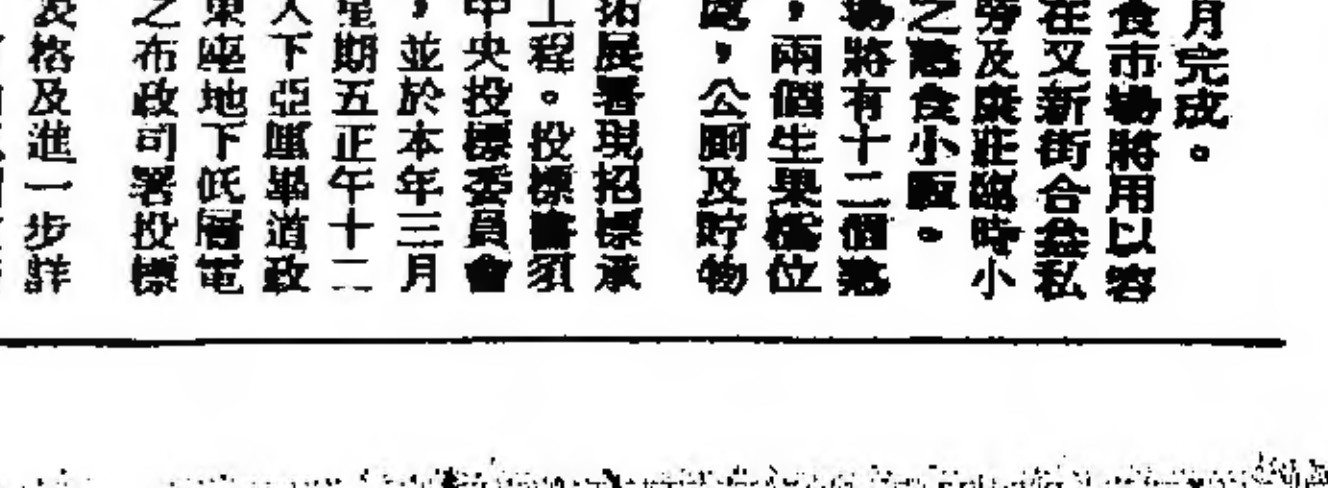 月完成。
食市場將用以容
在又新街合益私
旁及康莊臨時小
之熟食小販。
場將有十二個熟
，兩個生果檔位
處，公廁及貯物
拓展署現招標承
工程。投標書須
中央投標委員會
，並於本年三月
星期五正午十二
人下亞厘畢道政
東座地下低層電
之布政司署投標
及格及進一步詳